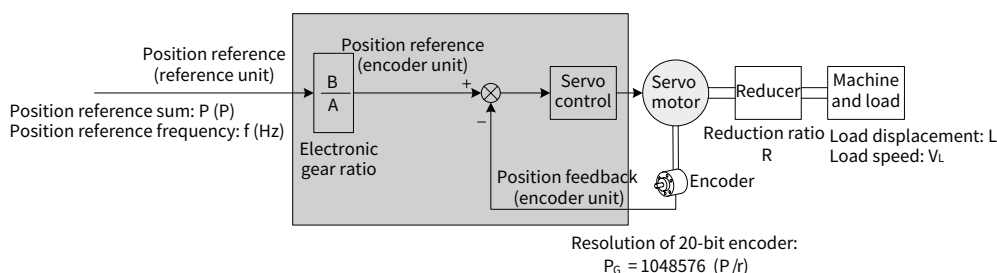 Position reference
(reference unit)
Position reference sum: P (P)
Position reference frequency: f (Hz)
B
A
Electronic
gear ratio
Position reference
(encoder unit)
+
−
Servo
control
Servo
motor
Reducer
Reduction ratio
R
Machine
and load
Load displacement: L
Load speed: VL
Position feedback
(encoder unit)
Encoder
Resolution of 20-bit encoder:
PG = 1048576 (P/r)